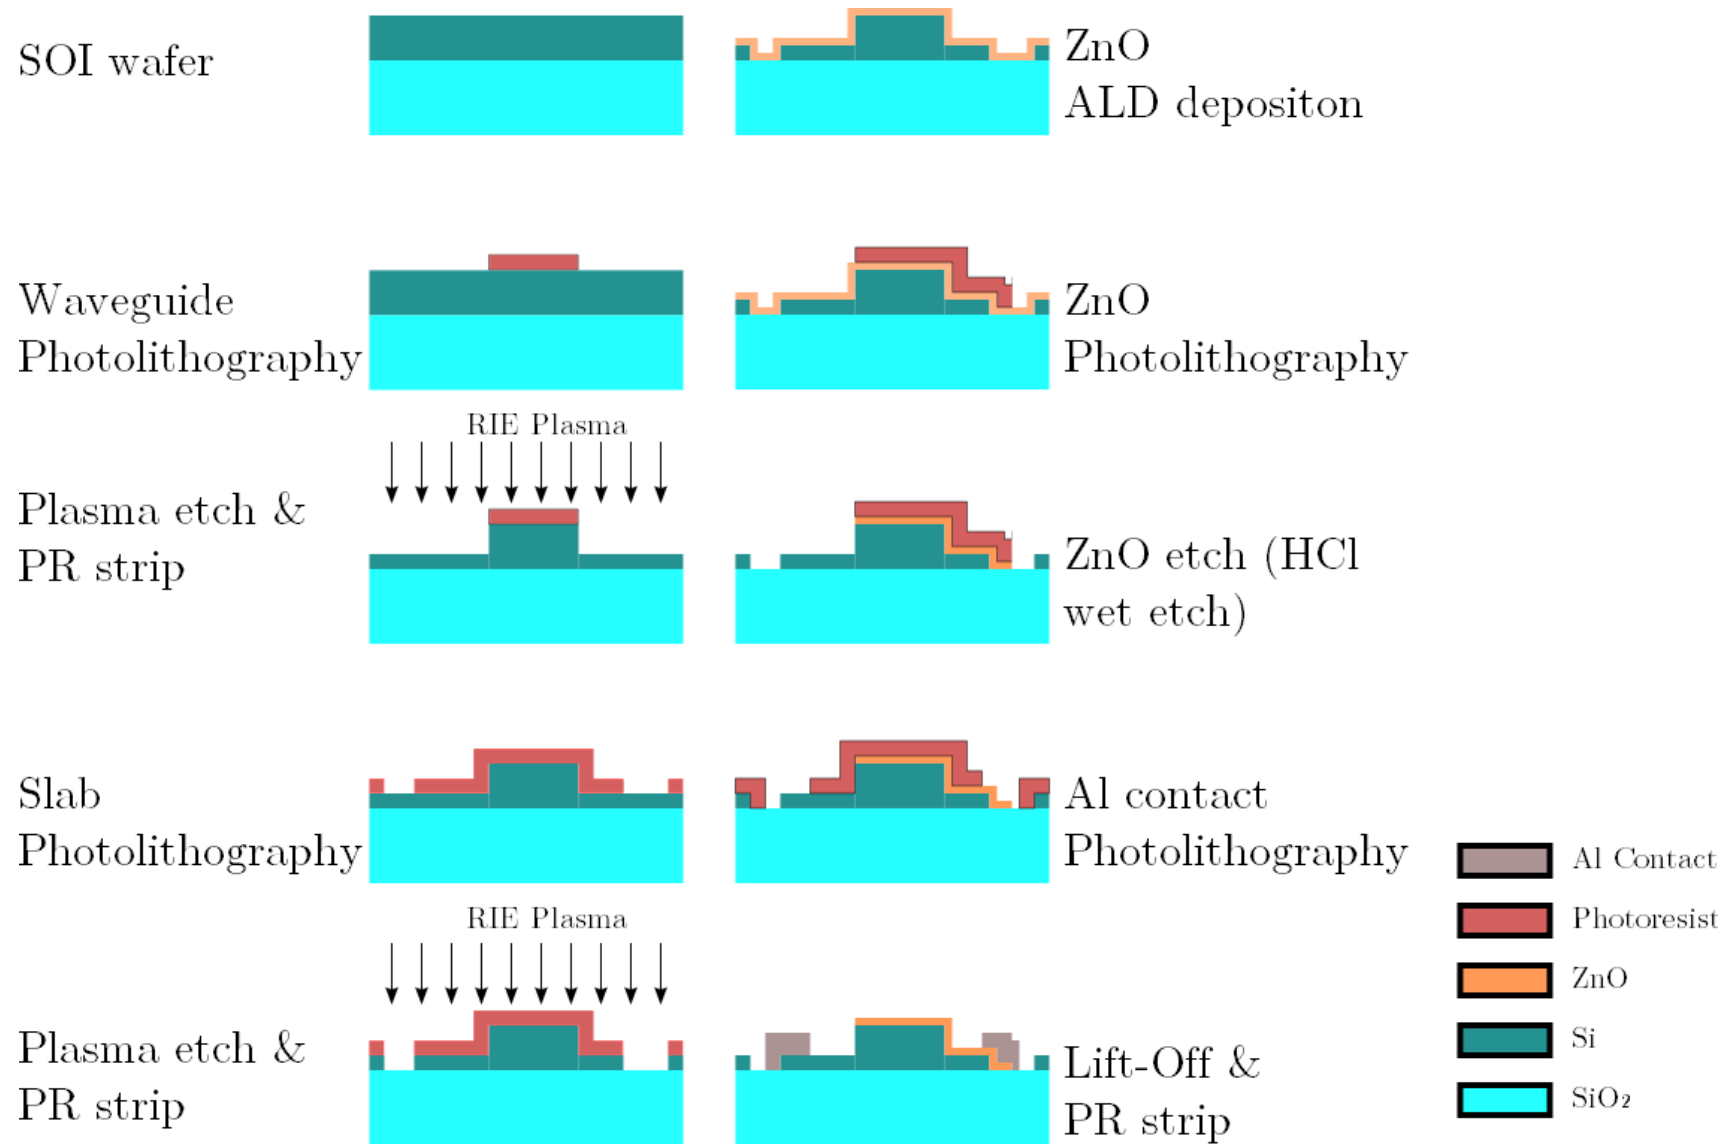 SOI wafer
Waveguide
Photolithography
RIE Plasma
Plasma etch &
PR strip
Slab
Photolithography
RIE Plasma
Plasma etch &
PR strip
ZnO
ALD depositon
ZnO
Photolithography
ZnO etch (HCl
wet etch)
Al contact
Photolithography
Lift-Off &
PR strip
Al Contact
Photoresist
ZnO
Si
SiO₂